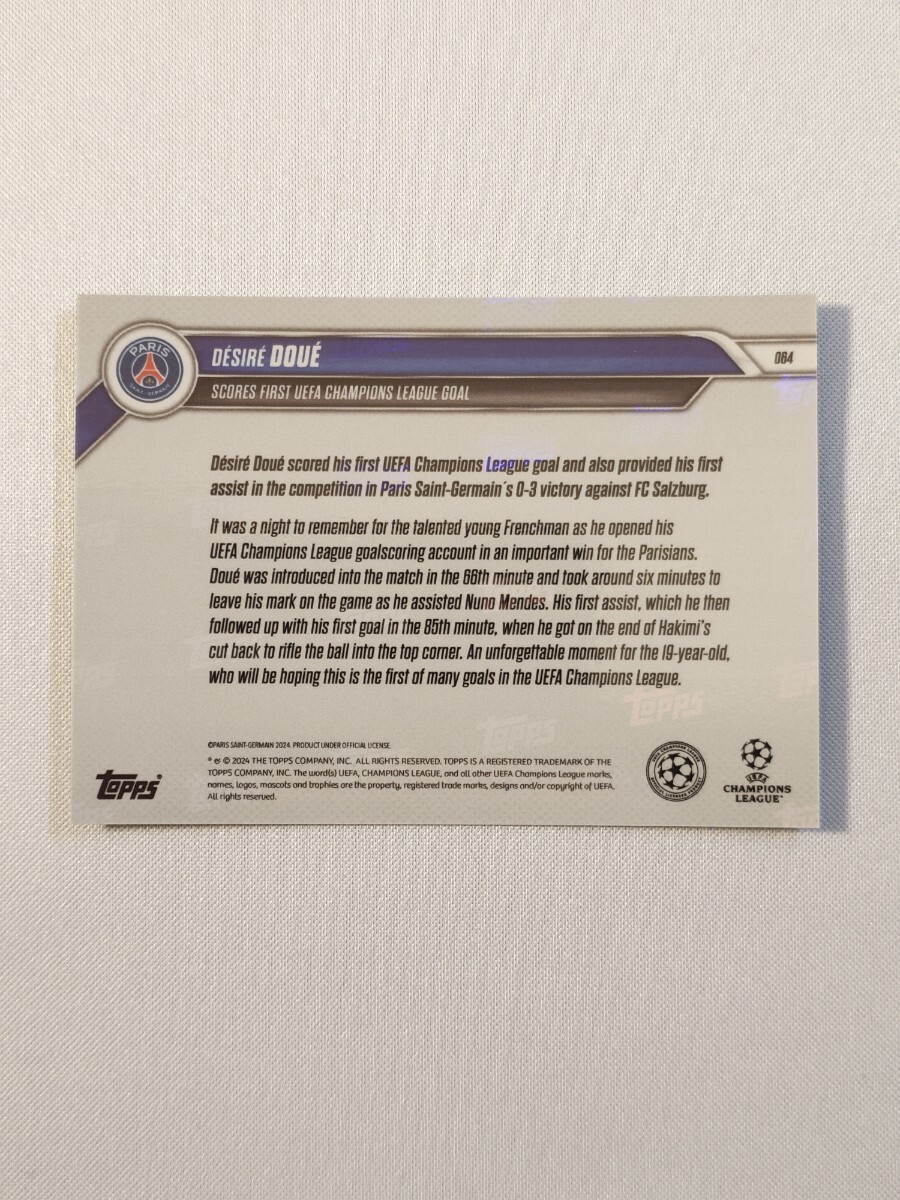 PARIS
SAINT-GERMAIN
DÉSIRÉ DOUÉ
064
SCORES FIRST UEFA CHAMPIONS LEAGUE GOAL
Désiré Doué scored his first UEFA Champions League goal and also provided his first
assist in the competition in Paris Saint-Germain´s 0-3 victory against FC Salzburg.
It was a night to remember for the talented young Frenchman as he opened his
UEFA Champions League goalscoring account in an important win for the Parisians.
Doué was introduced into the match in the 66th minute and took around six minutes to
leave his mark on the game as he assisted Nuno Mendes. His first assist, which he then
followed up with his first goal in the 85th minute, when he got on the end of Hakimi's
cut back to rifle the ball into the top corner. An unforgettable moment for the 19-year-old,
who will be hoping this is the first of many goals in the UEFA Champions League.
Topps
Topps
©PARIS SAINT-GERMAIN 2024. PRODUCT UNDER OFFICIAL LICENSE.
® & © 2024 THE TOPPS COMPANY, INC. ALL RIGHTS RESERVED. TOPPS IS A REGISTERED TRADEMARK OF THE
TOPPS COMPANY, INC. The word(s) UEFA, CHAMPIONS LEAGUE, and all other UEFA Champions League marks,
names, logos, mascots and trophies are the property, registered trade marks, designs and/or copyright of UEFA.
All rights reserved.
Topps®
UEFA CHAMPIONS LEAGUE
OFFICIAL LICENSED PRODUCT
UEFA
CHAMPIONS
LEAGUE®